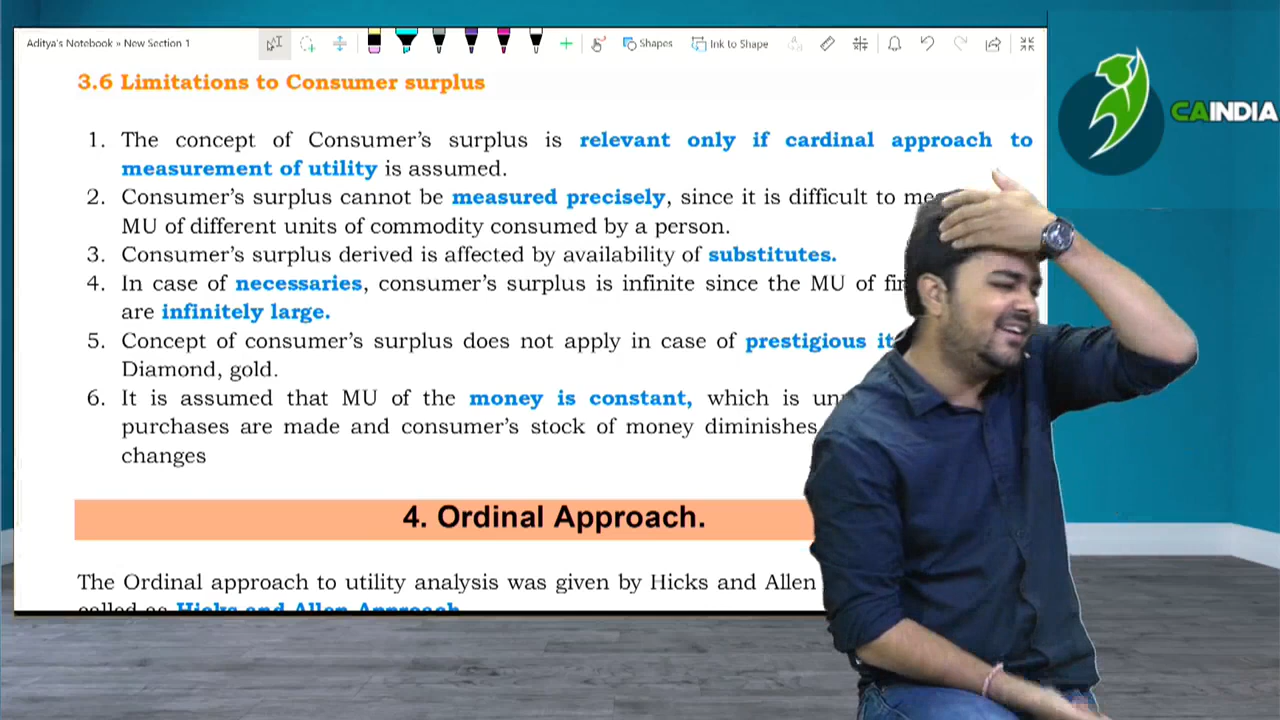 Aditya's Notebook » New Section 1
Shapes
Ink to Shape
CAINDIA
3.6 Limitations to Consumer surplus
1. The concept of Consumer's surplus is relevant only if cardinal approach to
measurement of utility is assumed.
2. Consumer's surplus cannot be measured precisely, since it is difficult to
MU of different units of commodity consumed by a person.
3. Consumer's surplus derived is affected by availability of substitutes.
4. In case of necessaries, consumer's surplus is infinite since the MU of
are infinitely large.
5. Concept of consumer's surplus does not apply in case of prestigious
Diamond, gold.
6. It is assumed that MU of the money is constant, which is
purchases are made and consumer's stock of money diminishes
changes
4. Ordinal Approach.
The Ordinal approach to utility analysis was given by Hicks and Allen
called as Hicks and Allen Approach